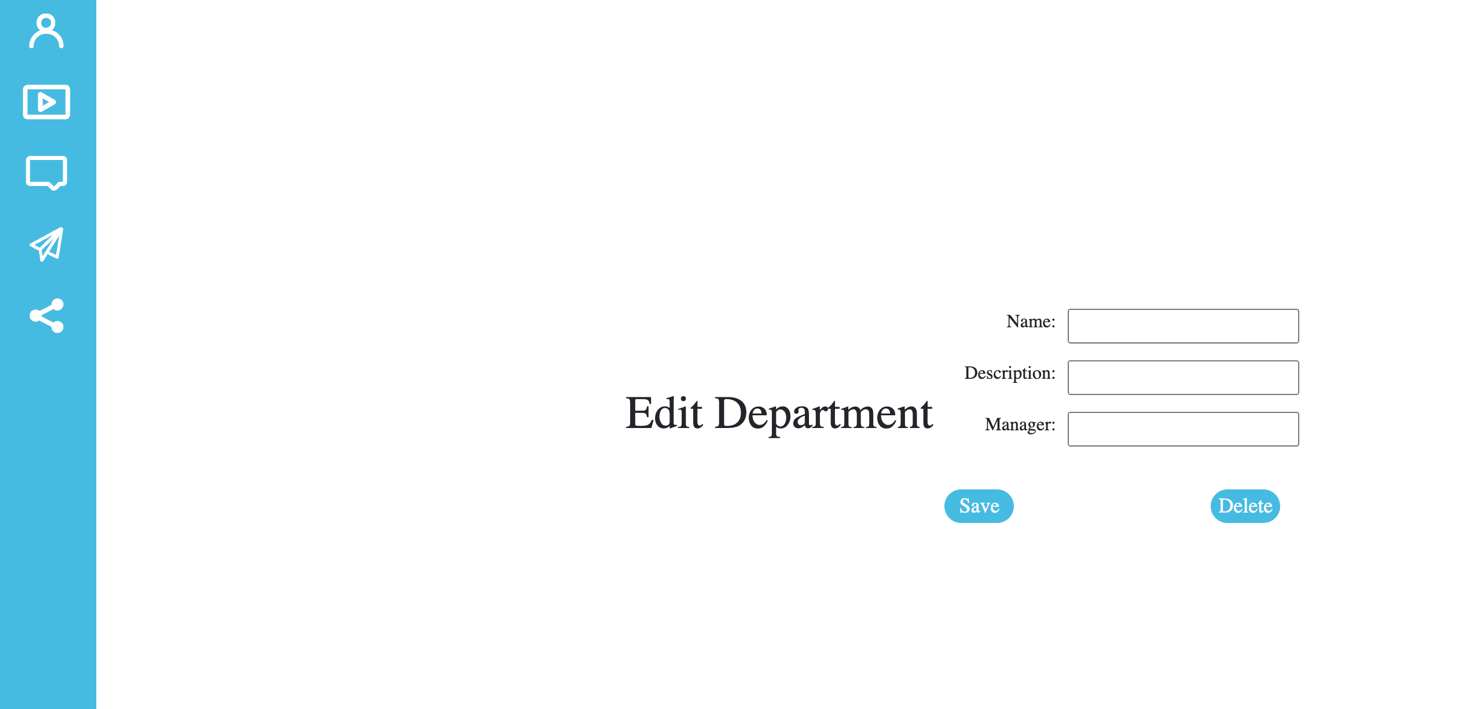 Name:
Description:
Edit Department
Manager:
Save
Delete